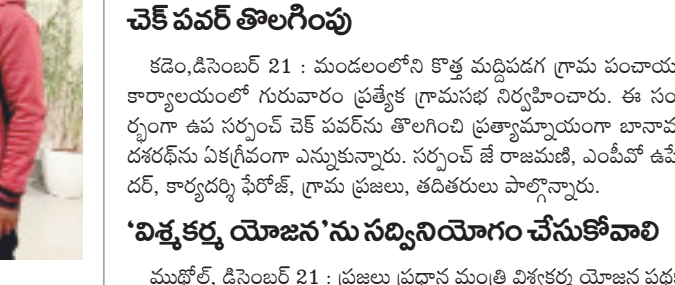 చెక్ పవర్ తొలగింపు
కడెం,డిసెంబర్ 21 : మండలంలోని కొత్త మద్దిపడగ గ్రామ పంచాయ
కార్యాలయంలో గురువారం ప్రత్యేక గ్రామసభ నిర్వహించారు. ఈ సం
ర్భంగా ఉప సర్పంచ్ చెక్ పవర్‌ను తొలగించి ప్రత్యామ్నాయంగా బానావ
దశరథ్‌ను ఏకగ్రీవంగా ఎన్నుకున్నారు. సర్పంచ్ జే రాజమణి, ఎంపీవో ఉపే
దర్, కార్యదర్శి ఫేరోజ్, గ్రామ ప్రజలు, తదితరులు పాల్గొన్నారు.
‘విశ్మకర్మ యోజన’ను సద్వినియోగం చేసుకోవాలి
ముథోల్, డిసెంబర్ 21 : ప్రజలు ప్రధాన మంత్రి విశ్వకర్మ యోజన పథక